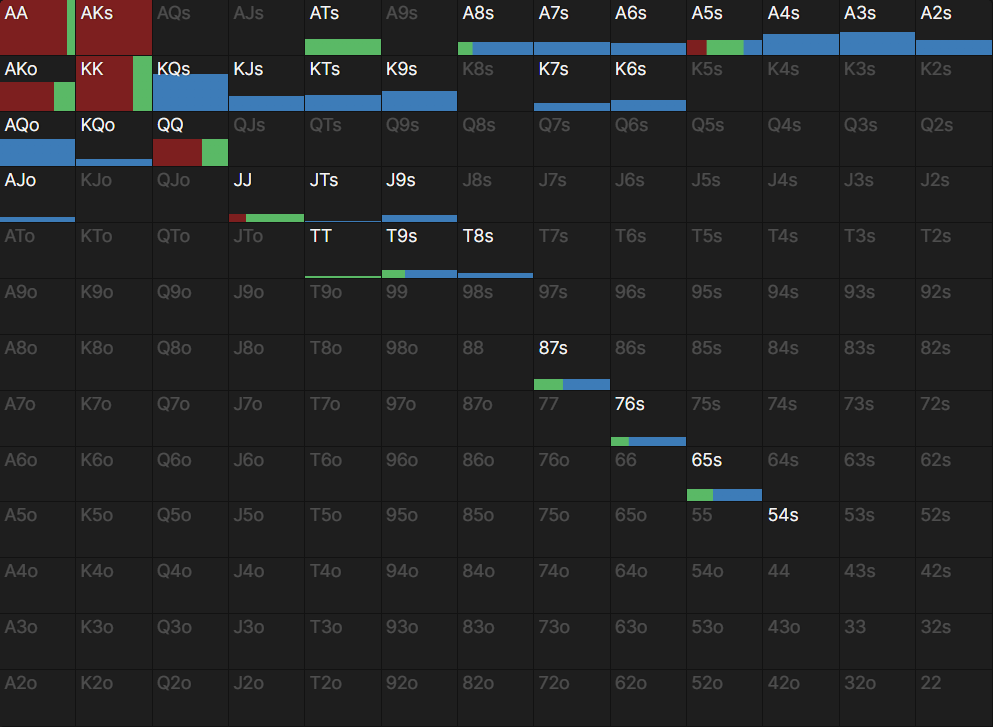 AA AKs AQs AJs ATs A9s A8s A7s A6s A5s A4s A3s A2s
AKo KK KQs KJs KTs K9s K8s K7s K6s K5s K4s K3s K2s
AQo KQo QQ QJs QTs Q9s Q8s Q7s Q6s Q5s Q4s Q3s Q2s
AJo KJo QJo JJ JTs J9s J8s J7s J6s J5s J4s J3s J2s
ATo KTo QTo JTo TT T9s T8s T7s T6s T5s T4s T3s T2s
A9o K9o Q9o J9o T9o 99 98s 97s 96s 95s 94s 93s 92s
A8o K8o Q8o J8o T8o 98o 88 87s 86s 85s 84s 83s 82s
A7o K7o Q7o J7o T7o 97o 87o 77 76s 75s 74s 73s 72s
A6o K6o Q6o J6o T6o 96o 86o 76o 66 65s 64s 63s 62s
A5o K5o Q5o J5o T5o 95o 85o 75o 65o 55 54s 53s 52s
A4o K4o Q4o J4o T4o 94o 84o 74o 64o 54o 44 43s 42s
A3o K3o Q3o J3o T3o 93o 83o 73o 63o 53o 43o 33 32s
A2o K2o Q2o J2o T2o 92o 82o 72o 62o 52o 42o 32o 22